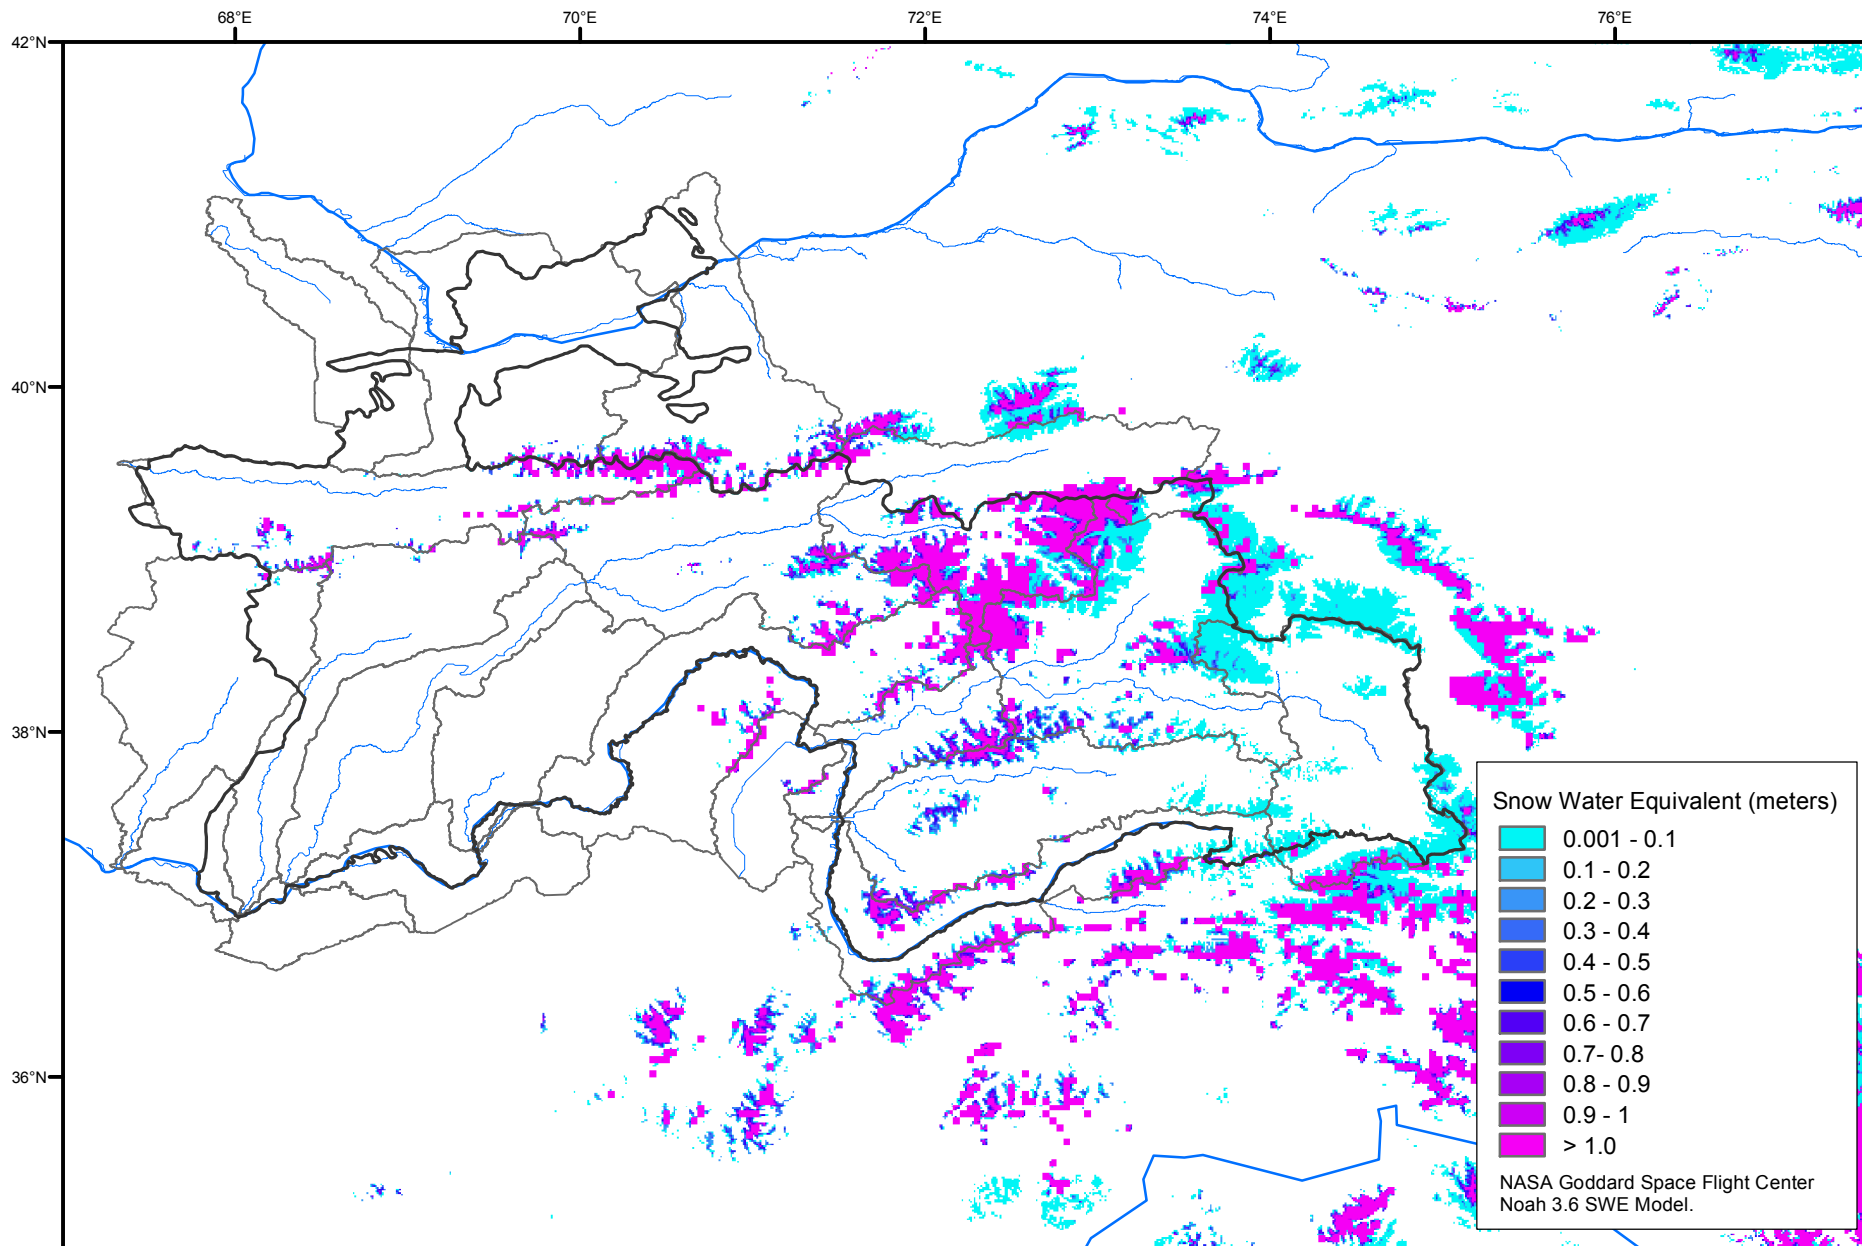 68°E 70°E 72°E 74°E 76°E
42°N
40°N
38°N
36°N
Snow Water Equivalent (meters)
0.001 - 0.1
0.1 - 0.2
0.2 - 0.3
0.3 - 0.4
0.4 - 0.5
0.5 - 0.6
0.6 - 0.7
0.7- 0.8
0.8 - 0.9
0.9 - 1
> 1.0
NASA Goddard Space Flight Center
Noah 3.6 SWE Model.